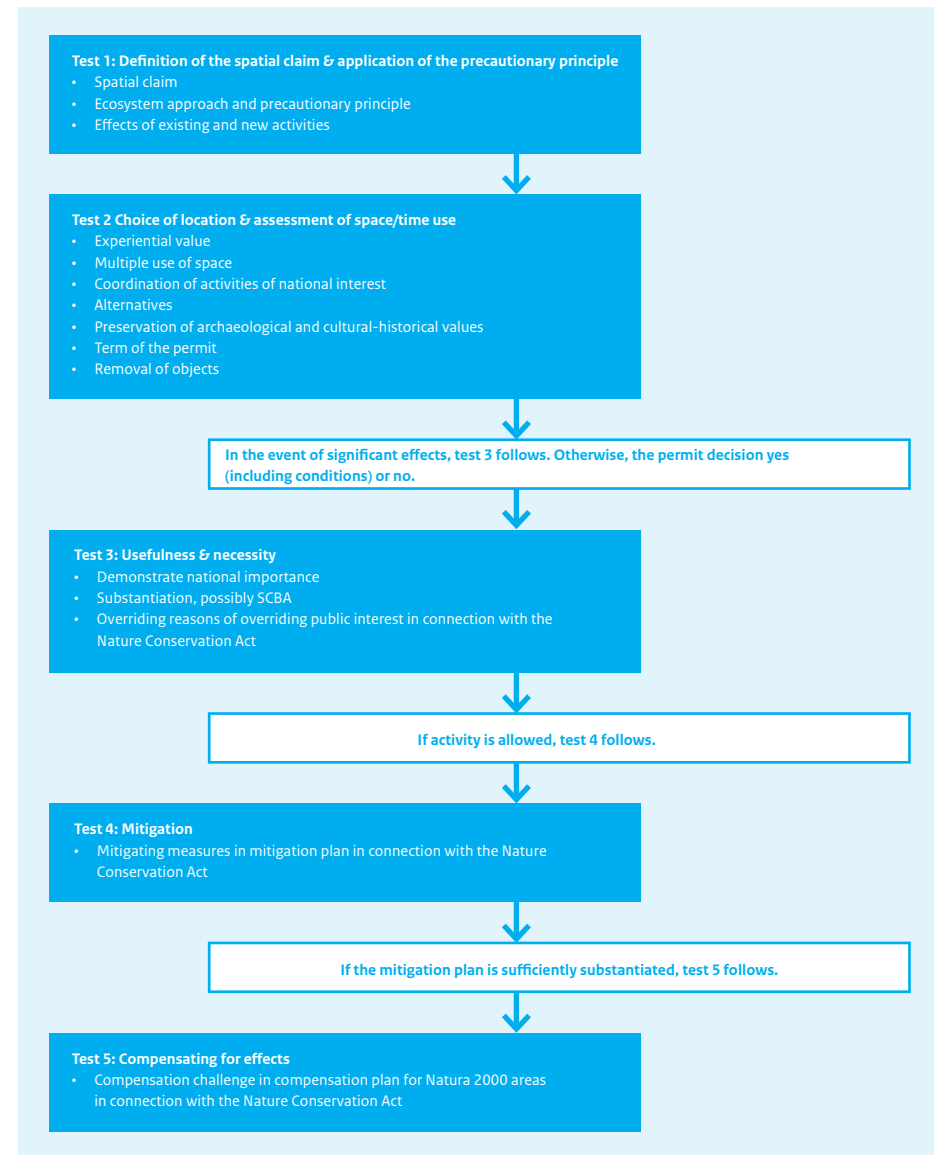 Test 1: Definition of the spatial claim & application of the precautionary principle
• Spatial claim
• Ecosystem approach and precautionary principle
• Effects of existing and new activities
Test 2 Choice of location & assessment of space/time use
• Experiential value
• Multiple use of space
• Coordination of activities of national interest
• Alternatives
• Preservation of archaeological and cultural-historical values
• Term of the permit
• Removal of objects
In the event of significant effects, test 3 follows. Otherwise, the permit decision yes
(including conditions) or no.
Test 3: Usefulness & necessity
• Demonstrate national importance
• Substantiation, possibly SCBA
• Overriding reasons of overriding public interest in connection with the
Nature Conservation Act
If activity is allowed, test 4 follows.
Test 4: Mitigation
• Mitigating measures in mitigation plan in connection with the Nature
Conservation Act
If the mitigation plan is sufficiently substantiated, test 5 follows.
Test 5: Compensating for effects
• Compensation challenge in compensation plan for Natura 2000 areas
in connection with the Nature Conservation Act